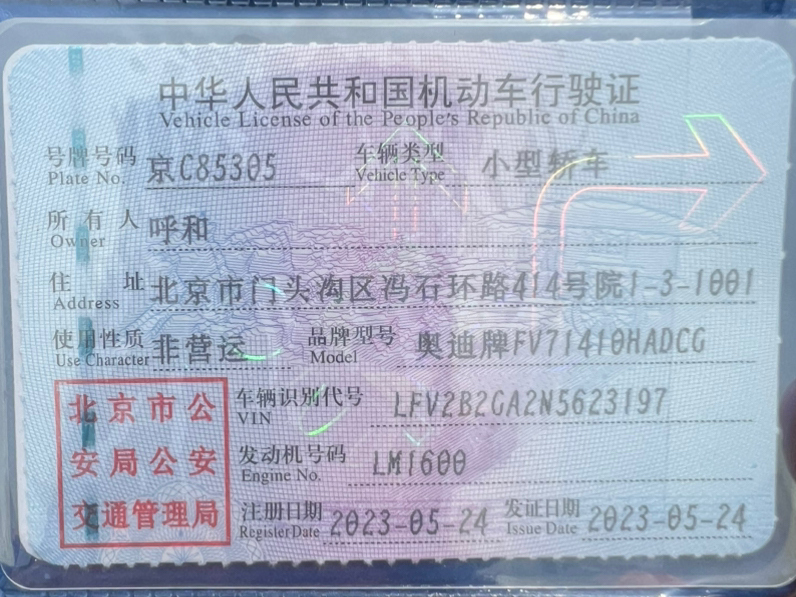 中华人民共和国机动车行驶证
Vehicle License of the People's Republic of China
号牌号码 京C85305 车辆类型 小型轿车
Plate No. Vehicle Type
所有人 呼和
Owner
住址 北京市门头沟区冯石环路414号院1-3-1001
Address
使用性质 非营运 品牌型号 奥迪牌FV71410HADCG
Use Character Model
北京市公 车辆识别代号 LFV2B2GA2N5623197
VIN
安局公安 发动机号码 LM1600
Engine No.
交通管理局 注册日期 2023-05-24 发证日期 2023-05-24
Register Date Issue Date